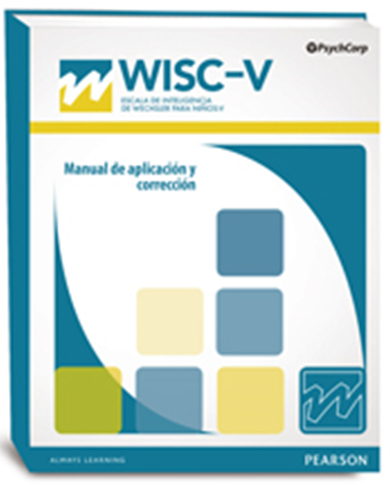 PsychCorp
WISC-V
ESCALA DE INTELIGENCIA
DE WECHSLER PARA NIÑOS-V
Manual de aplicación y
corrección
ALWAYS LEARNING
PEARSON